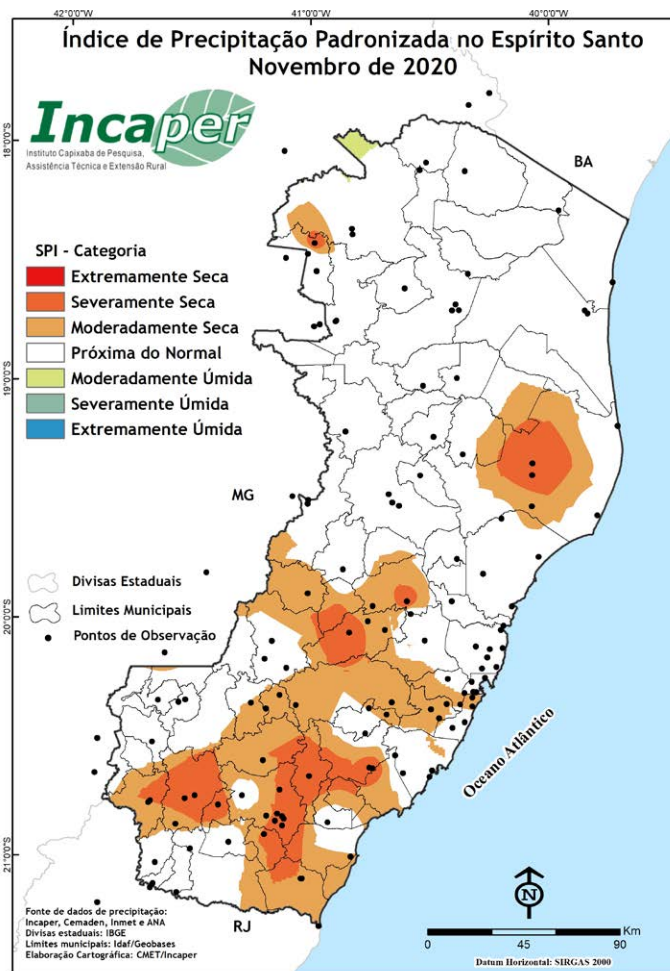 42°0'0"O
41°0'0"O
40°0'0"O
Índice de Precipitação Padronizada no Espírito Santo
Novembro de 2020
Incaper
Instituto Capixaba de Pesquisa,
Assistência Técnica e Extensão Rural
18°0'0"S
BA
SPI - Categoria
Extremamente Seca
Severamente Seca
Moderadamente Seca
Próxima do Normal
Moderadamente Úmida
Severamente Úmida
Extremamente Úmida
19°0'0"S
MG
Divisas Estaduais
Limites Municipais
Pontos de Observação
20°0'0"S
Oceano Atlântico
21°0'0"S
RJ
N
Fonte de dados de precipitação:
Incaper, Cemaden, Inmet e ANA
Divisas estaduais: IBGE
Limites municipais: Idaf/Geobases
Elaboração Cartográfica: CMET/Incaper
Km
0 45 90
Datum Horizontal: SIRGAS 2000